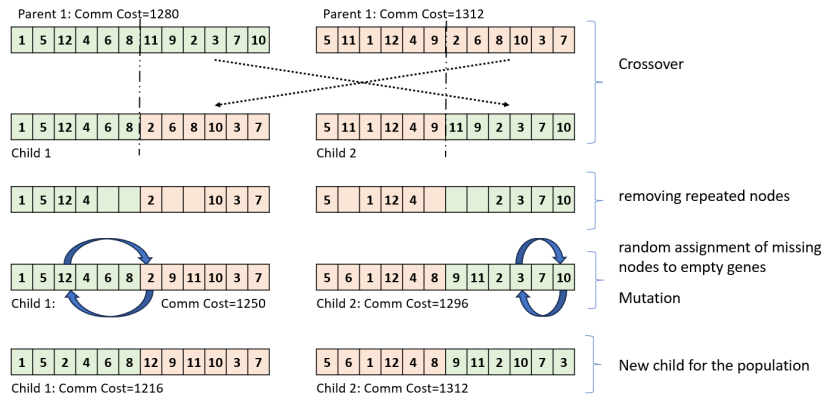 Parent 1: Comm Cost=1280
Parent 1: Comm Cost=1312
1 5 12 4 6 8 11 9 2 3 7 10
5 11 1 12 4 9 2 6 8 10 3 7
Crossover
1 5 12 4 6 8 2 6 8 10 3 7
5 11 1 12 4 9 11 9 2 3 7 10
Child 1
Child 2
1 5 12 4 2 10 3 7
5 1 12 4 2 3 7 10
removing repeated nodes
random assignment of missing
nodes to empty genes
1 5 12 4 6 8 2 9 11 10 3 7
5 6 1 12 4 8 9 11 2 3 7 10
Mutation
Child 1: Comm Cost=1250
Child 2: Comm Cost=1296
1 5 2 4 6 8 12 9 11 10 3 7
5 6 1 12 4 8 9 11 2 10 7 3
New child for the population
Child 1: Comm Cost=1216
Child 2: Comm Cost=1312